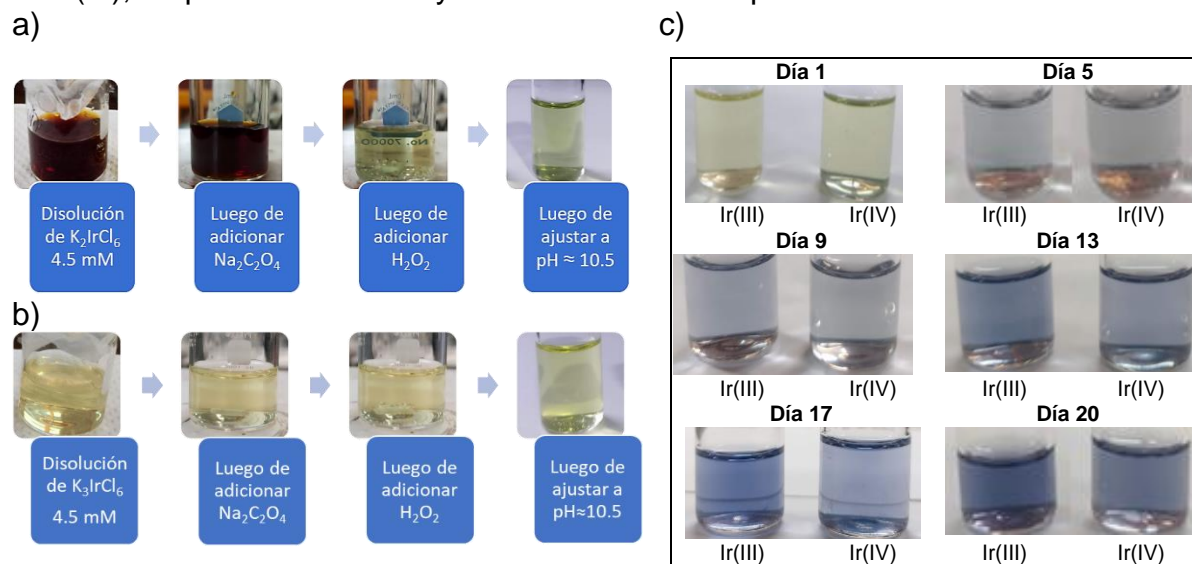 a)
Disolución
de K₂IrCl₆
4.5 mM
Luego de
adicionar
Na₂C₂O₄
No. 70000
Luego de
adicionar
H₂O₂
Luego de
ajustar a
pH ≈ 10.5
b)
Disolución
de K₃IrCl₆
4.5 mM
Luego de
adicionar
Na₂C₂O₄
Luego de
adicionar
H₂O₂
Luego de
ajustar a
pH≈10.5
c)
Día 1
Ir(III) Ir(IV)
Día 5
Ir(III) Ir(IV)
Día 9
Ir(III) Ir(IV)
Día 13
Ir(III) Ir(IV)
Día 17
Ir(III) Ir(IV)
Día 20
Ir(III) Ir(IV)